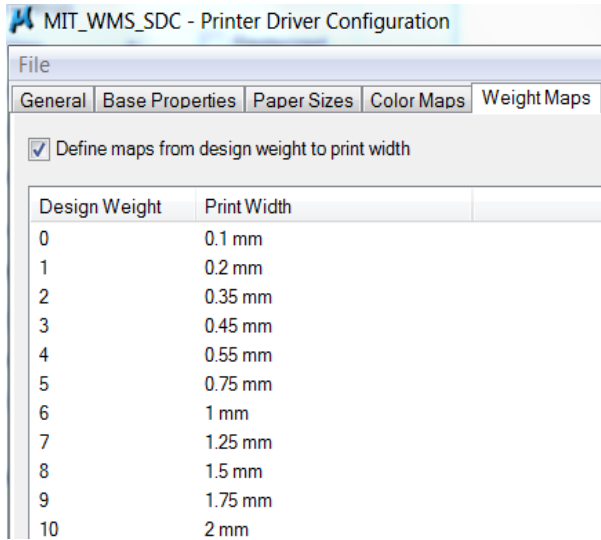 MIT_WMS_SDC - Printer Driver Configuration
File
General Base Properties Paper Sizes Color Maps Weight Maps
Define maps from design weight to print width
Design Weight Print Width
0 0.1 mm
1 0.2 mm
2 0.35 mm
3 0.45 mm
4 0.55 mm
5 0.75 mm
6 1 mm
7 1.25 mm
8 1.5 mm
9 1.75 mm
10 2 mm